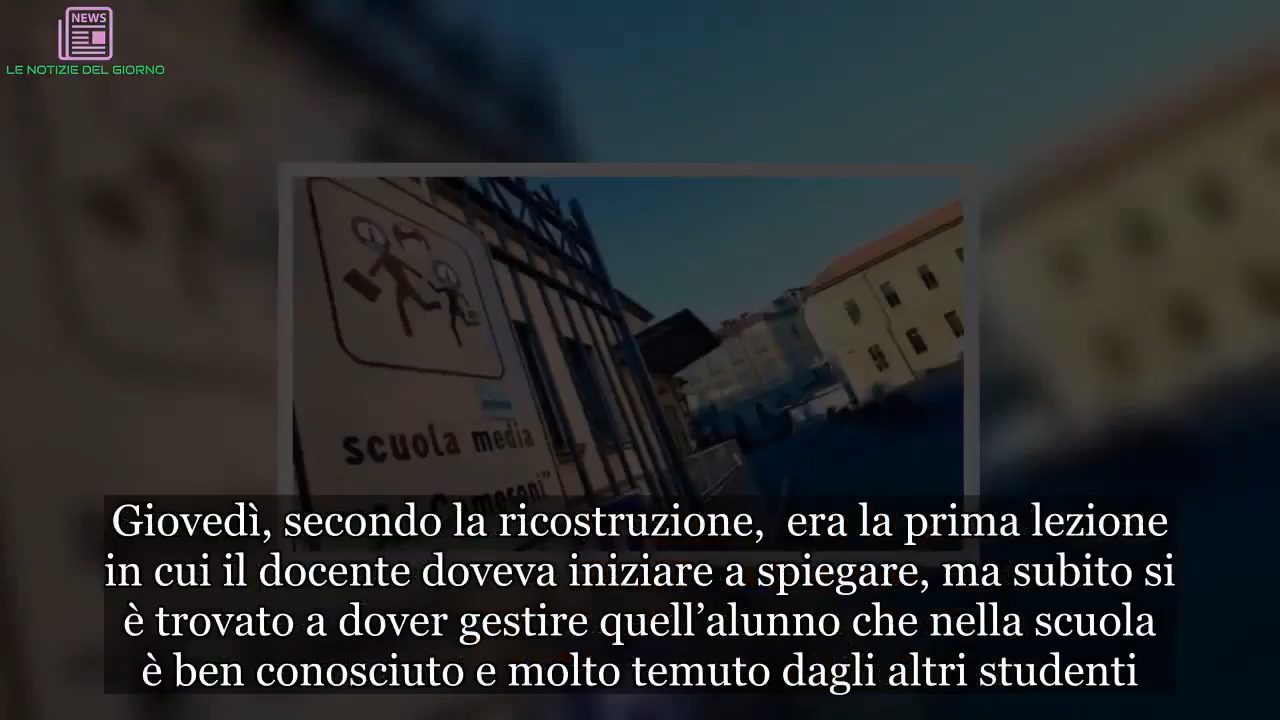 NEWS
LE NOTIZIE DEL GIORNO
scuola media
Giovedì, secondo la ricostruzione, era la prima lezione
in cui il docente doveva iniziare a spiegare, ma subito si
è trovato a dover gestire quell’alunno che nella scuola
è ben conosciuto e molto temuto dagli altri studenti